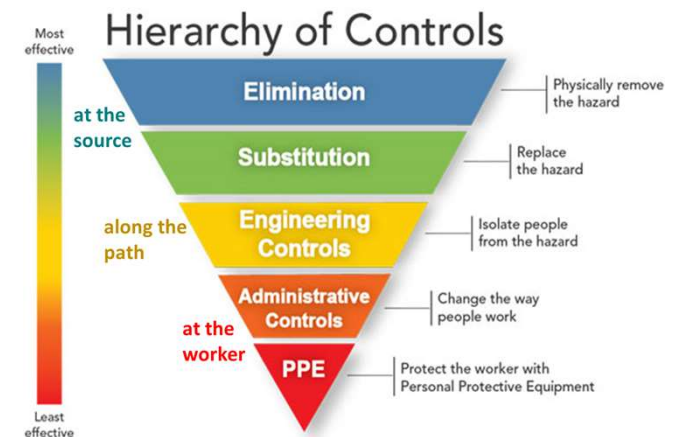 Hierarchy of Controls
Most
effective
Elimination
Physically remove
the hazard
at the
source
Substitution
Replace
the hazard
along the
path
Engineering
Controls
Isolate people
from the hazard
Administrative
Controls
Change the way
people work
at the
worker
PPE
Protect the worker with
Personal Protective Equipment
Least
effective